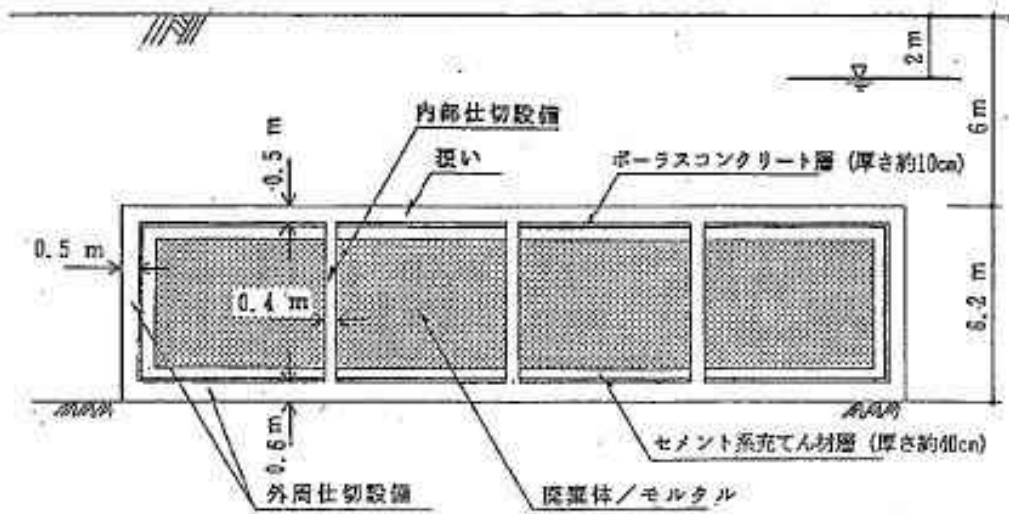 2m
6m
内部仕切設備
0.5 m
覆い
ポーラスコンクリート層 (厚さ約10cm)
0.5 m
0.4 m
6.2 m
0.6 m
セメント系充てん材層 (厚さ約40cm)
外周仕切設備
廃棄体／モルタル